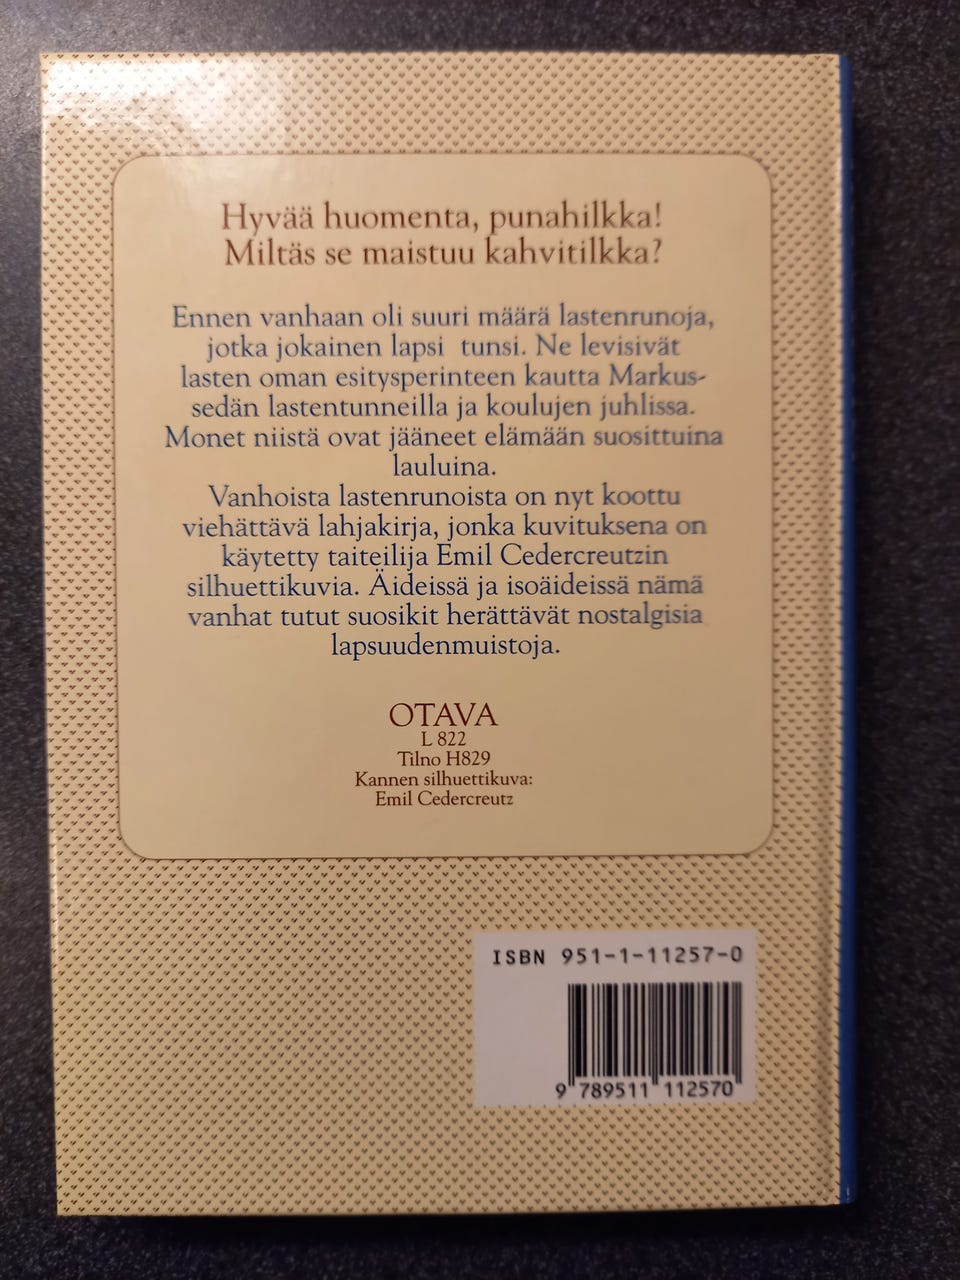 Hyvää huomenta, punahilkka!
Miltäs se maistuu kahvitilkka?
Ennen vanhaan oli suuri määrä lastenrunoja,
jotka jokainen lapsi tunsi. Ne levisivät
lasten oman esitysperinteen kautta Markus-
sedän lastentunneilla ja koulujen juhlissa.
Monet niistä ovat jääneet elämään suosittuina
lauluina.
Vanhoista lastenrunoista on nyt koottu
viehättävä lahjakirja, jonka kuvituksena on
käytetty taiteilija Emil Cedercreutzin
silhuettikuvia. Äideissä ja isoäideissä nämä
vanhat tutut suosikit herättävät nostalgisia
lapsuudenmuistoja.
OTAVA
L 822
Tilno H829
Kannen silhuettikuva:
Emil Cedercreutz
ISBN 951-1-11257-0
9 789511 112570